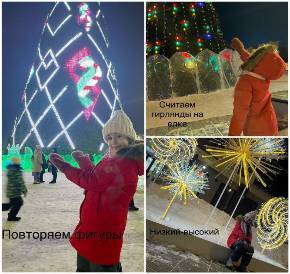 Считаем
гирлянды на
елке
Повторяем фигуры
Низкий-высокий